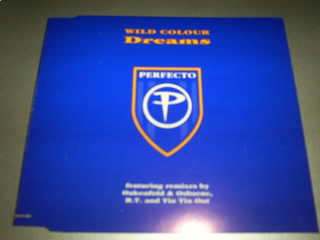 WILD COLOUR
Dreams
PERFECTO
P
featuring remixes by
Oakenfold & Osborne,
D.T. and Tin Tin Out